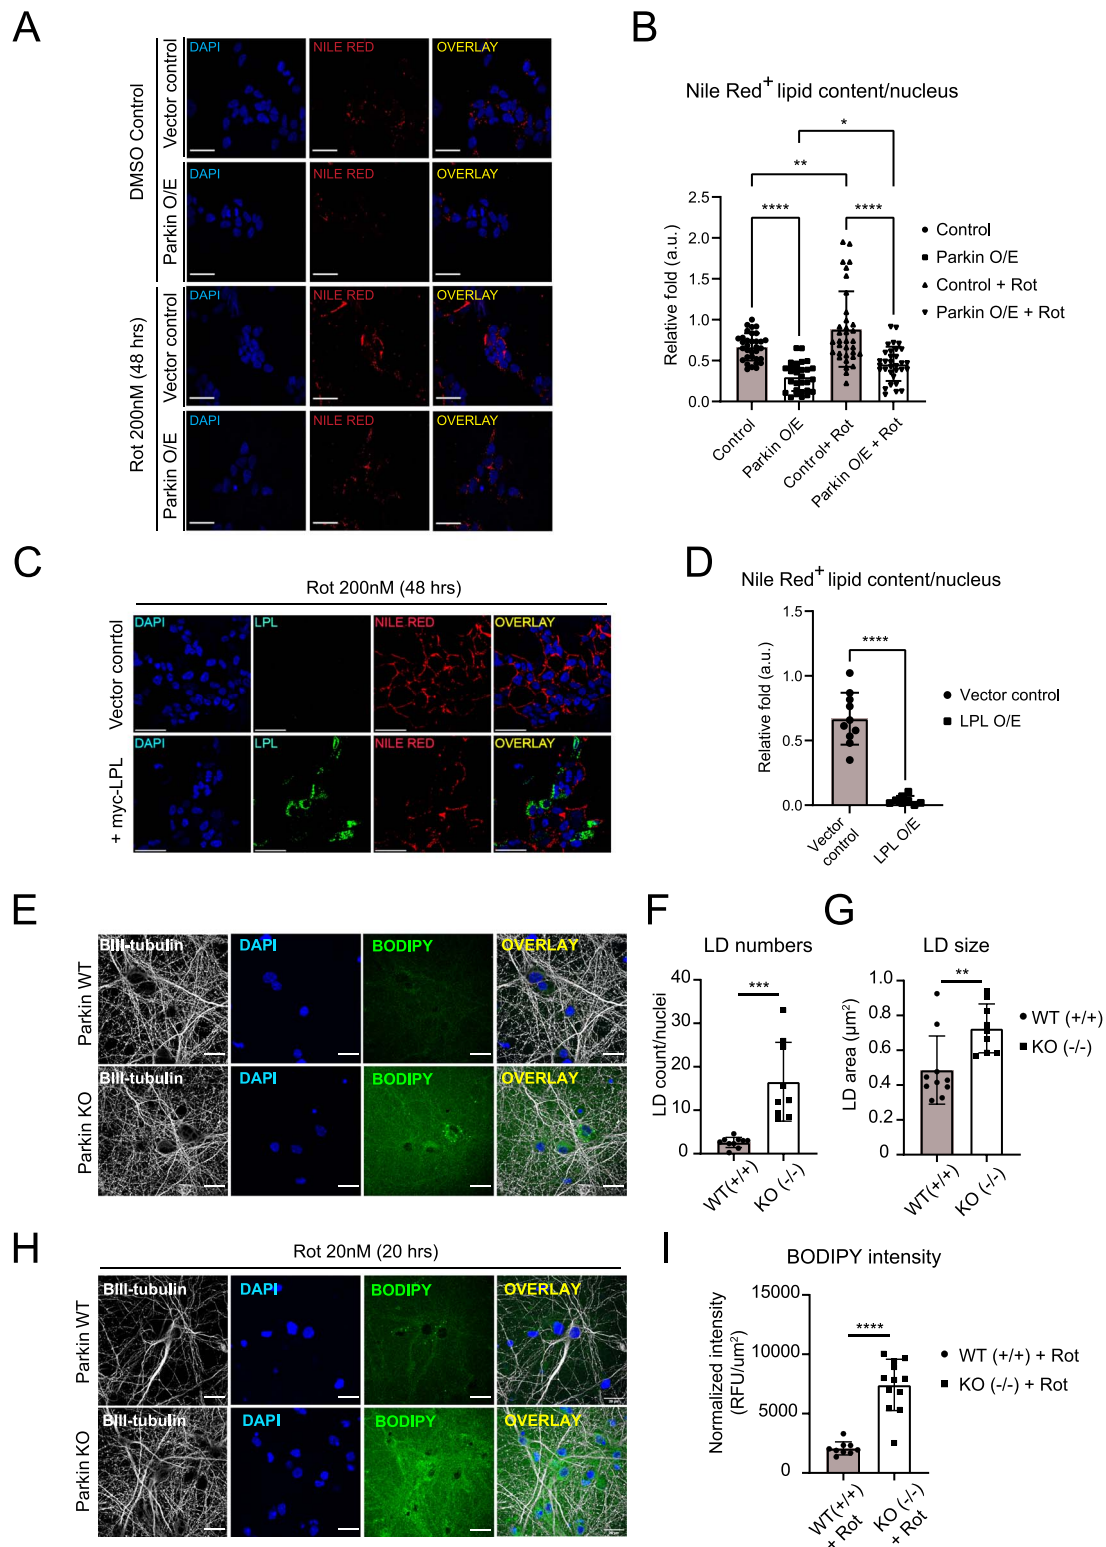 A
DMSO Control
Rot 200nM (48 hrs)
Vector control
DAPI
NILE RED
OVERLAY
Parkin O/E
DAPI
NILE RED
OVERLAY
Vector control
DAPI
NILE RED
OVERLAY
Parkin O/E
DAPI
NILE RED
OVERLAY
B
Nile Red+ lipid content/nucleus
*
**
**** ****
Relative fold (a.u.)
2.5
2.0
1.5
1.0
0.5
0.0
Control
Parkin O/E
Control+ Rot
Parkin O/E + Rot
Control
Parkin O/E
Control + Rot
Parkin O/E + Rot
C
Rot 200nM (48 hrs)
Vector conrtol
DAPI
LPL
NILE RED
OVERLAY
+ myc-LPL
DAPI
LPL
NILE RED
OVERLAY
D
Nile Red+ lipid content/nucleus
****
Relative fold (a.u.)
1.5
1.0
0.5
0.0
Vector control
LPL O/E
Vector control
LPL O/E
E
Parkin WT
BIII-tubulin
DAPI
BODIPY
OVERLAY
Parkin KO
BIII-tubulin
DAPI
BODIPY
OVERLAY
F
LD numbers
***
LD count/nuclei
40
30
20
10
0
WT(+/+)
KO (-/-)
G
LD size
**
LD area (µm²)
1.0
0.8
0.6
0.4
0.2
0
WT(+/+)
KO (-/-)
WT (+/+)
KO (-/-)
H
Rot 20nM (20 hrs)
Parkin WT
BIII-tubulin
DAPI
BODIPY
OVERLAY
Parkin KO
BIII-tubulin
DAPI
BODIPY
OVERLAY
I
BODIPY intensity
****
Normalized intensity
(RFU/um²)
15000
10000
5000
0
WT(+/+)
+ Rot
KO (-/-)
+ Rot
WT (+/+) + Rot
KO (-/-) + Rot